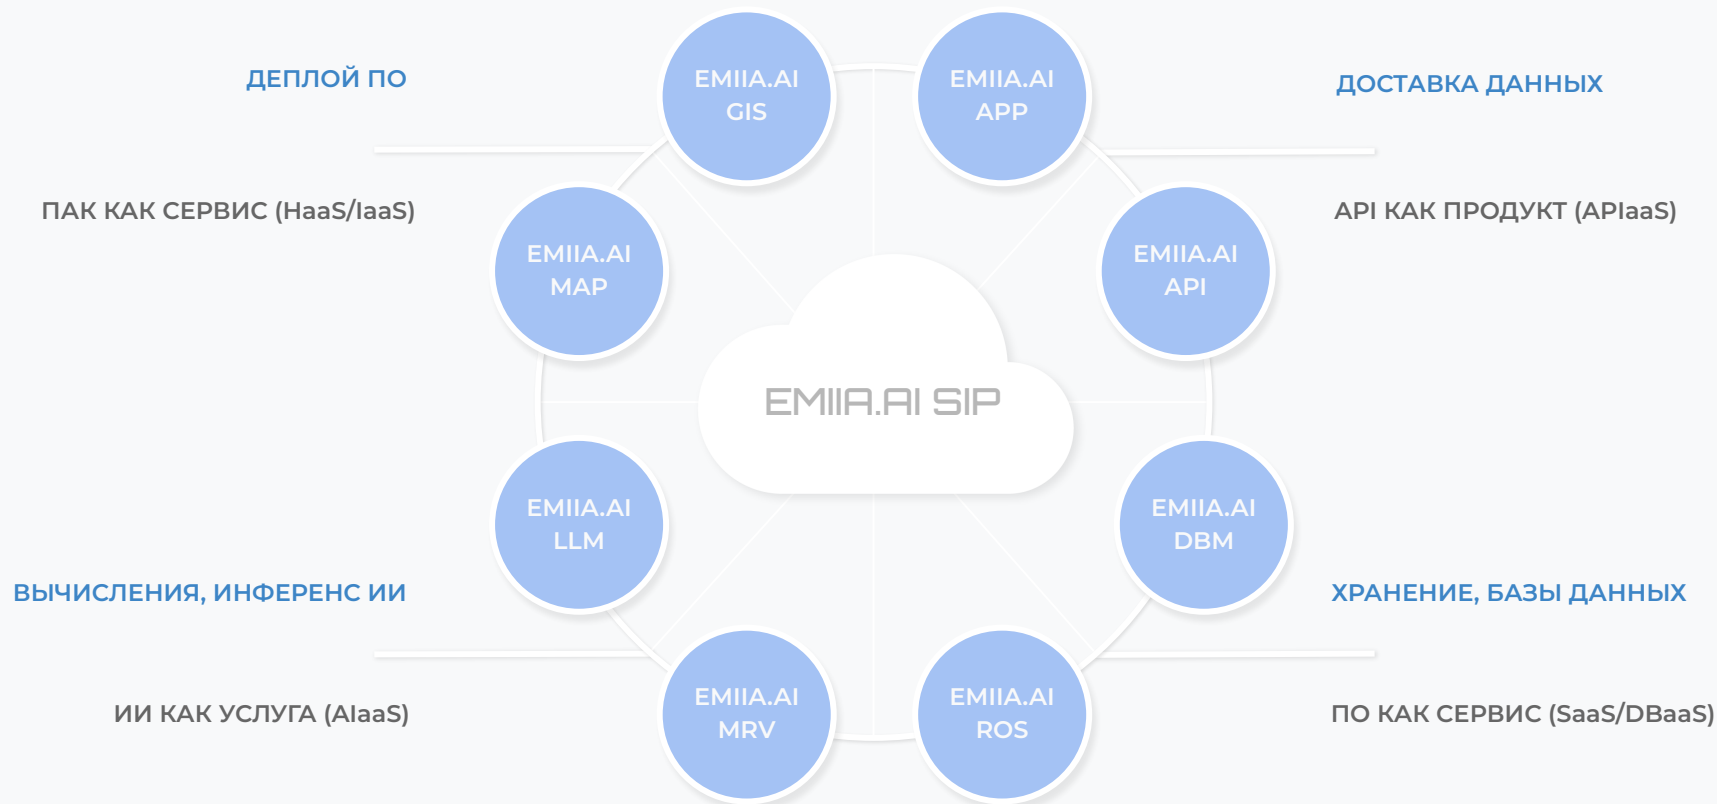 EMIIA.AI
GIS
EMIIA.AI
APP
ДЕПЛОЙ ПО
ДОСТАВКА ДАННЫХ
ПАК КАК СЕРВИС (HaaS/IaaS)
API КАК ПРОДУКТ (APIaaS)
EMIIA.AI
MAP
EMIIA.AI
API
EMIIA.AI SIP
EMIIA.AI
LLM
EMIIA.AI
DBM
ВЫЧИСЛЕНИЯ, ИНФЕРЕНС ИИ
ХРАНЕНИЕ, БАЗЫ ДАННЫХ
EMIIA.AI
MRV
EMIIA.AI
ROS
ИИ КАК УСЛУГА (AIaaS)
ПО КАК СЕРВИС (SaaS/DBaaS)